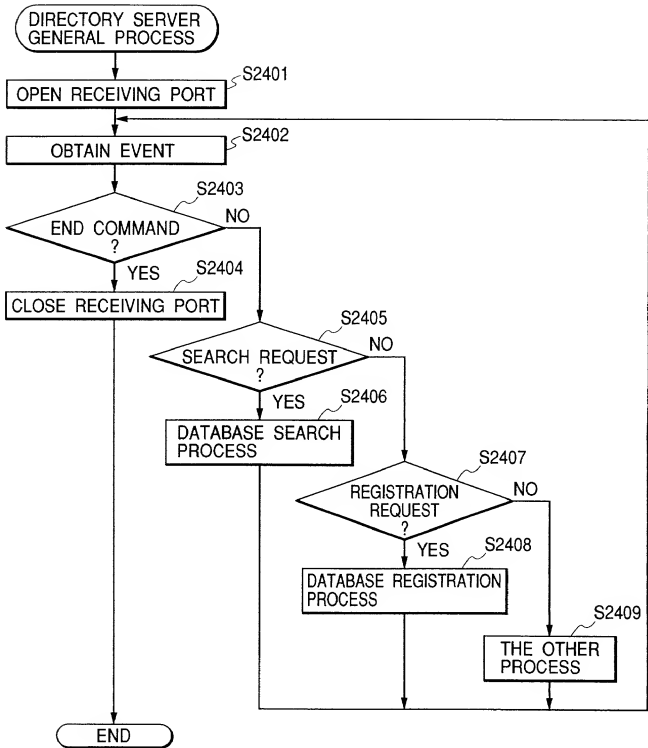 DIRECTORY SERVER
GENERAL PROCESS
S2401
OPEN RECEIVING PORT
S2402
OBTAIN EVENT
S2403
END COMMAND
?
NO
YES
S2404
CLOSE RECEIVING PORT
S2405
SEARCH REQUEST
?
NO
YES
S2406
DATABASE SEARCH
PROCESS
S2407
REGISTRATION
REQUEST
?
NO
YES
S2408
DATABASE REGISTRATION
PROCESS
S2409
THE OTHER
PROCESS
END